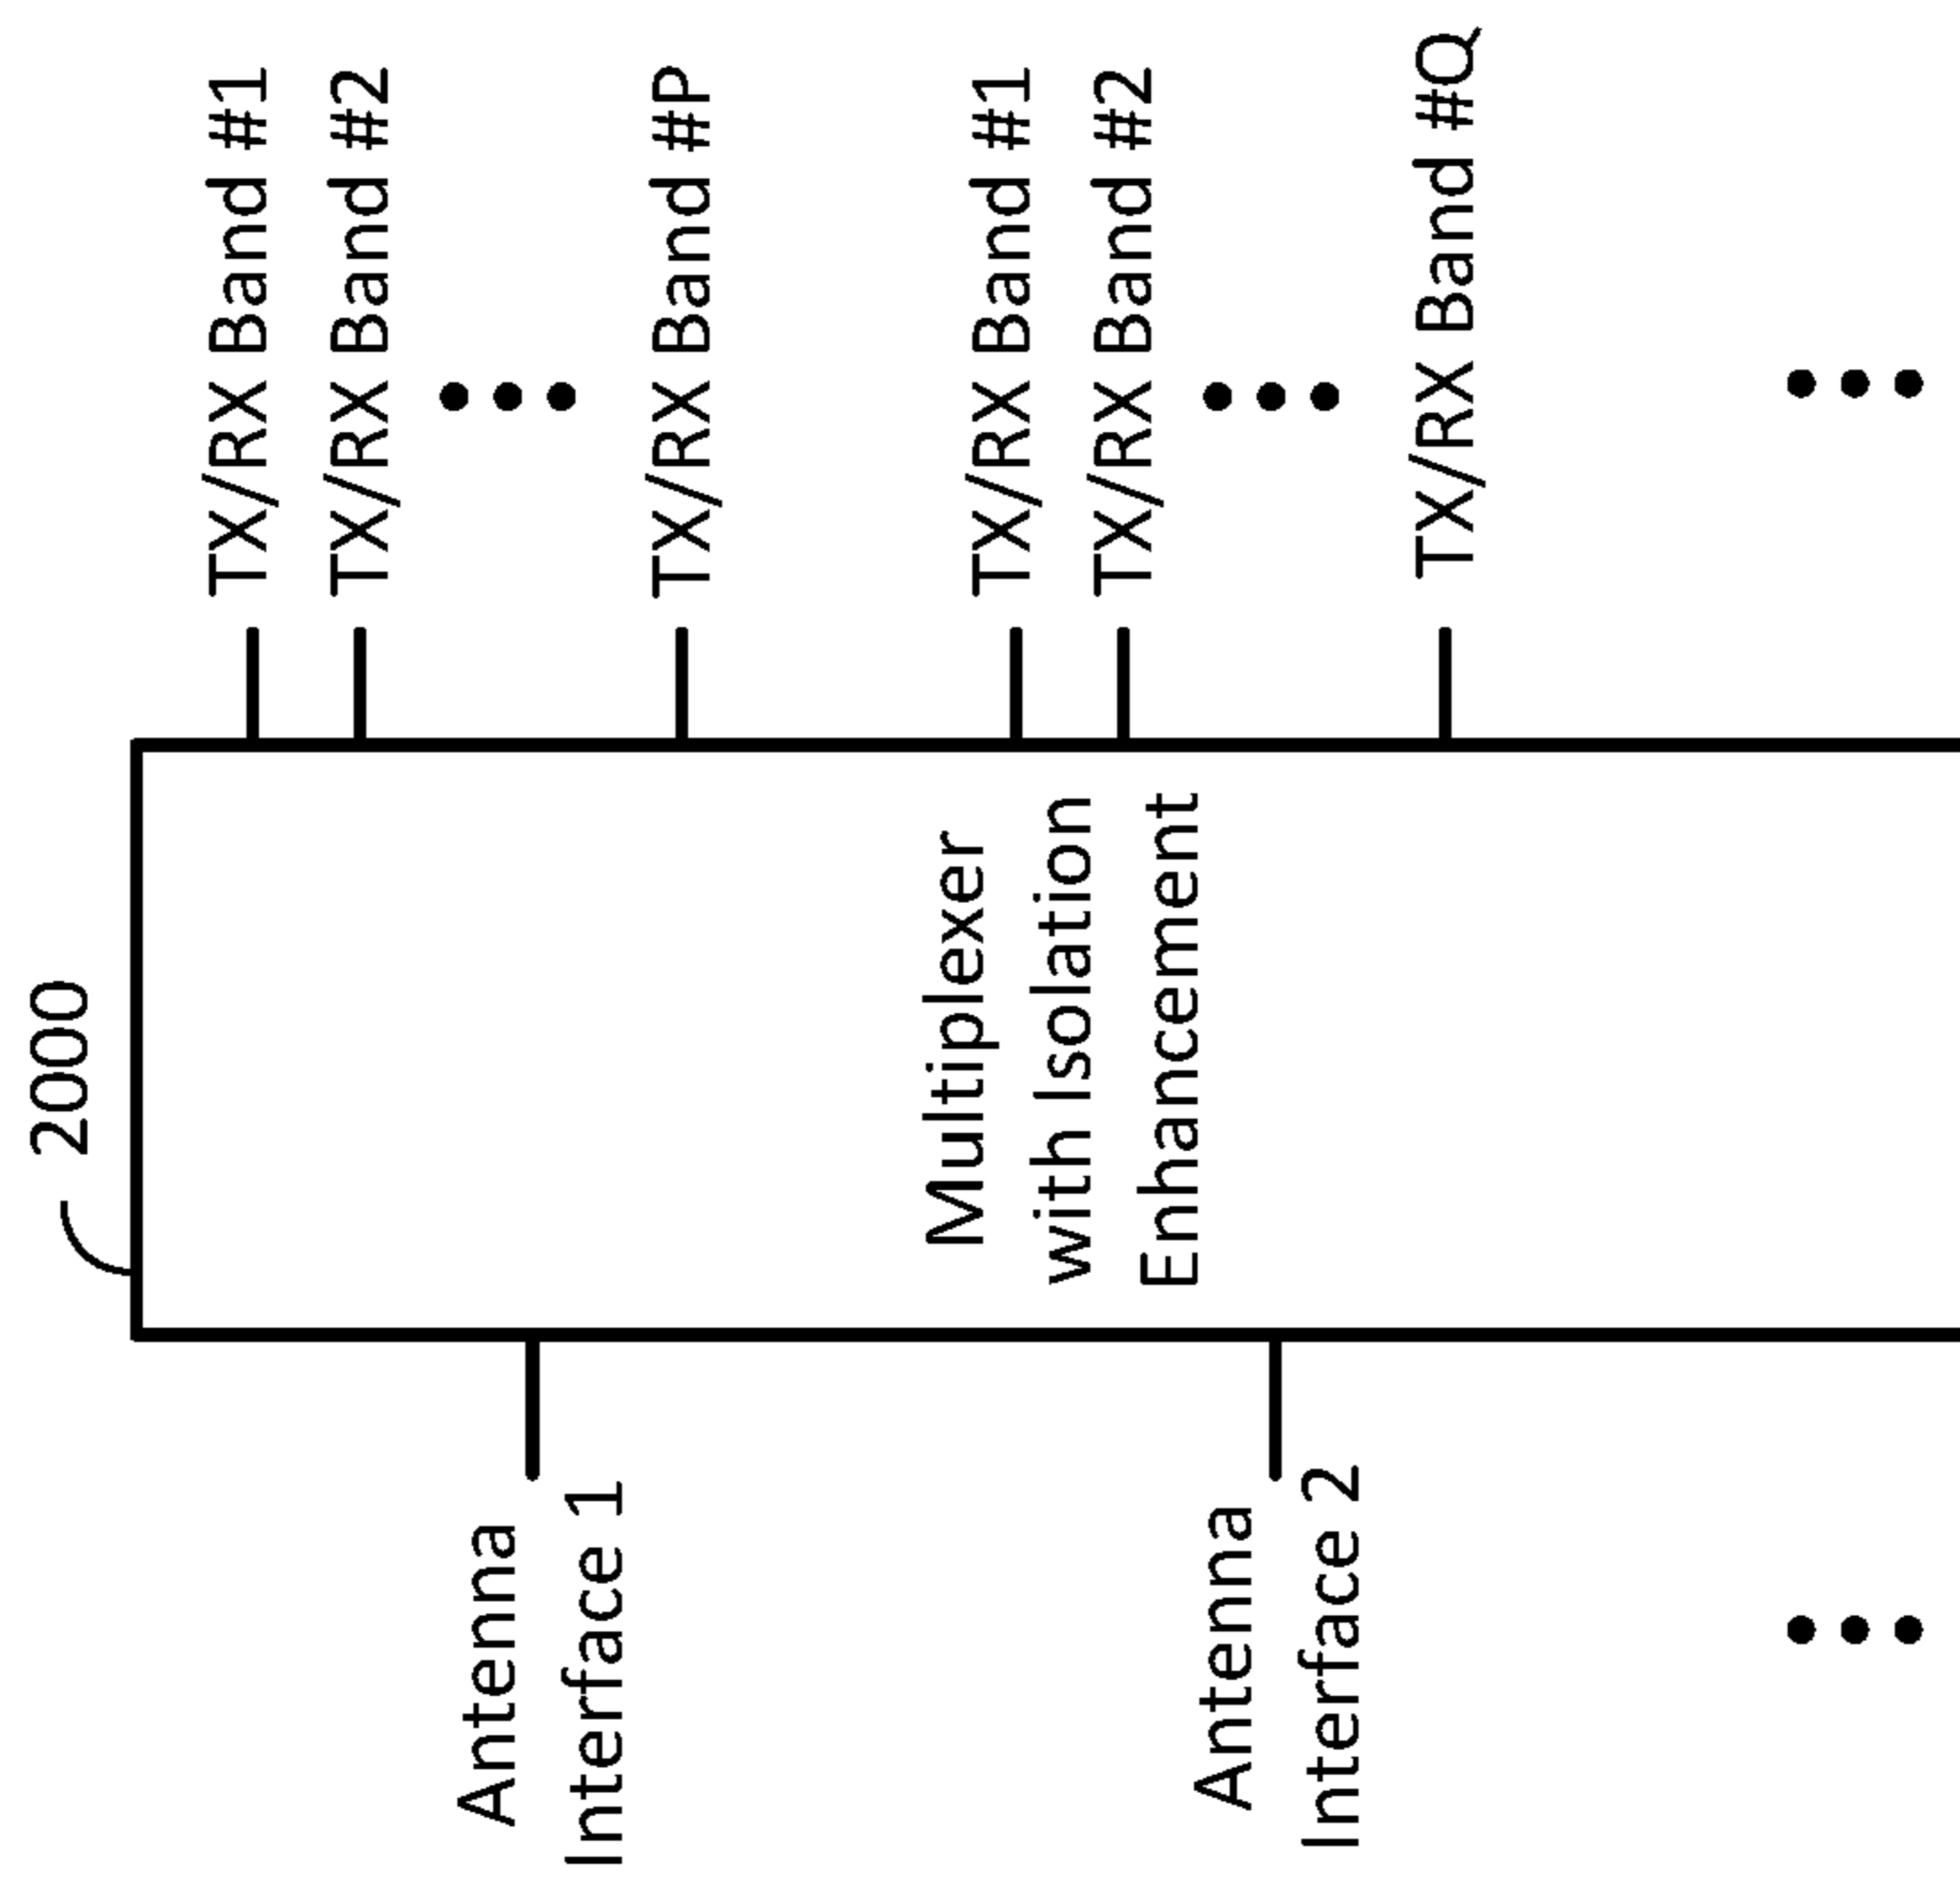 2000
Antenna
Interface 1
Antenna
Interface 2
Multiplexer
with Isolation
Enhancement
TX/RX Band #1
TX/RX Band #2
TX/RX Band #P
TX/RX Band #1
TX/RX Band #2
TX/RX Band #Q